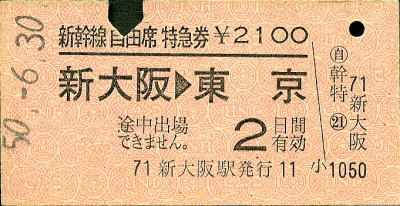 50.-6.30
新幹線自由席 特急券 ¥2100
新大阪▶東京
途中出場
できません。
2日間
有効
71 新大阪駅発行 11 小 1050
㊀自 幹特 ㉑
71 新大阪